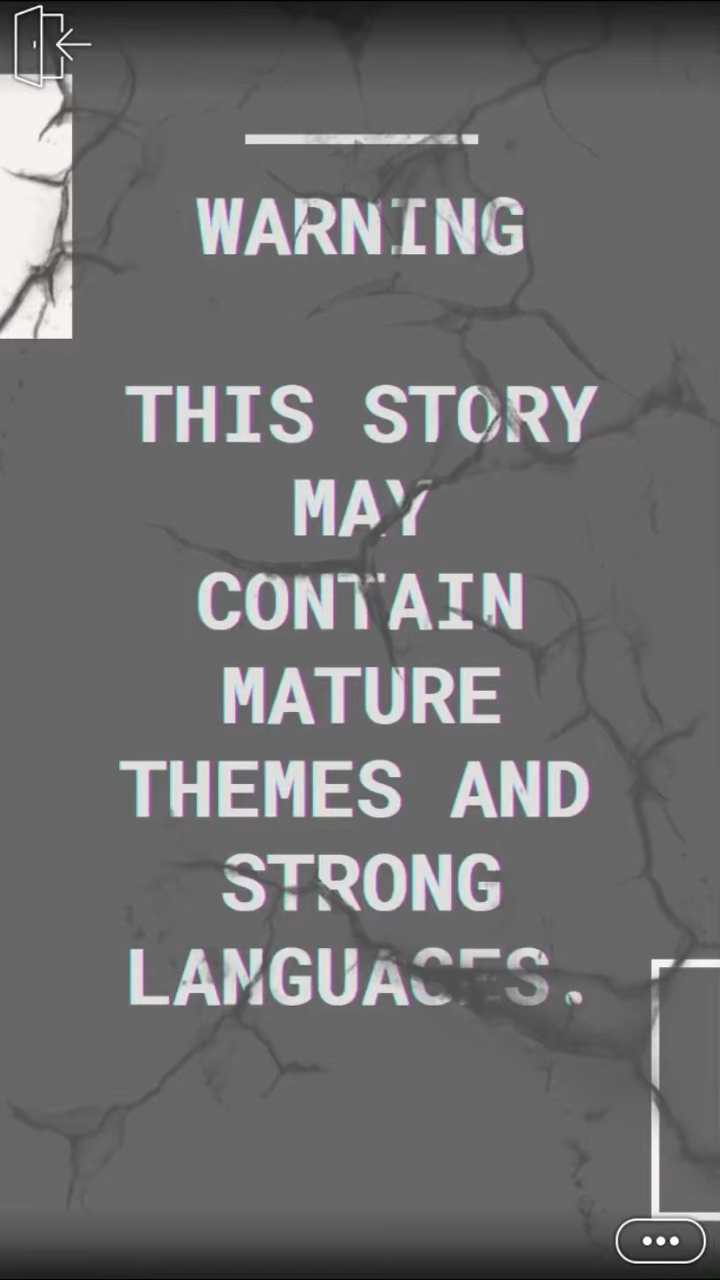 WARNING
THIS STORY
MAY
CONTAIN
MATURE
THEMES AND
STRONG
LANGUAGES.